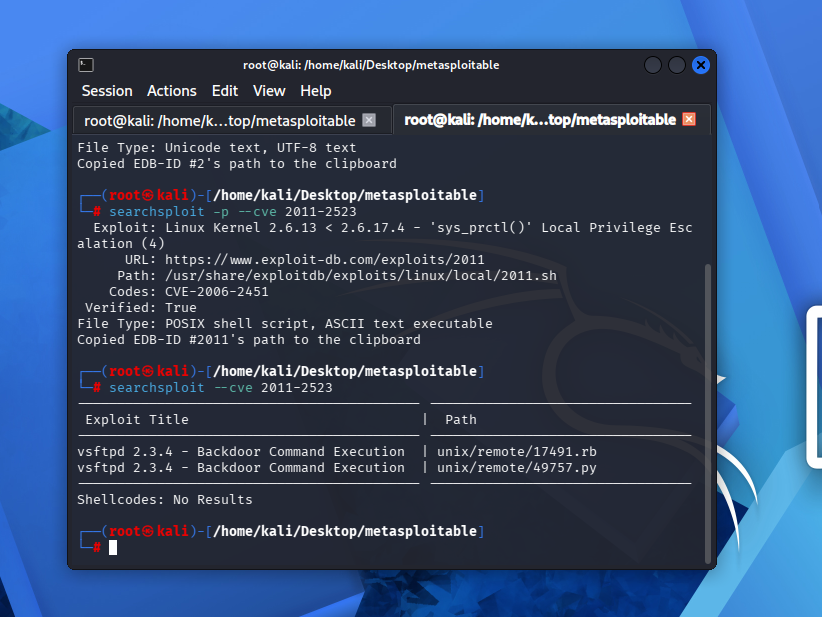 root@kali: /home/kali/Desktop/metasploitable
Session Actions Edit View Help
root@kali: /home/k...top/metasploitable
root@kali: /home/k...top/metasploitable
File Type: Unicode text, UTF-8 text
Copied EDB-ID #2's path to the clipboard
┌──(root㉿kali)-[/home/kali/Desktop/metasploitable]
└─# searchsploit -p --cve 2011-2523
Exploit: Linux Kernel 2.6.13 < 2.6.17.4 - 'sys_prctl()' Local Privilege Esc
alation (4)
URL: https://www.exploit-db.com/exploits/2011
Path: /usr/share/exploitdb/exploits/linux/local/2011.sh
Codes: CVE-2006-2451
Verified: True
File Type: POSIX shell script, ASCII text executable
Copied EDB-ID #2011's path to the clipboard
┌──(root㉿kali)-[/home/kali/Desktop/metasploitable]
└─# searchsploit --cve 2011-2523
Exploit Title | Path
vsftpd 2.3.4 - Backdoor Command Execution | unix/remote/17491.rb
vsftpd 2.3.4 - Backdoor Command Execution | unix/remote/49757.py
Shellcodes: No Results
┌──(root㉿kali)-[/home/kali/Desktop/metasploitable]
└─#